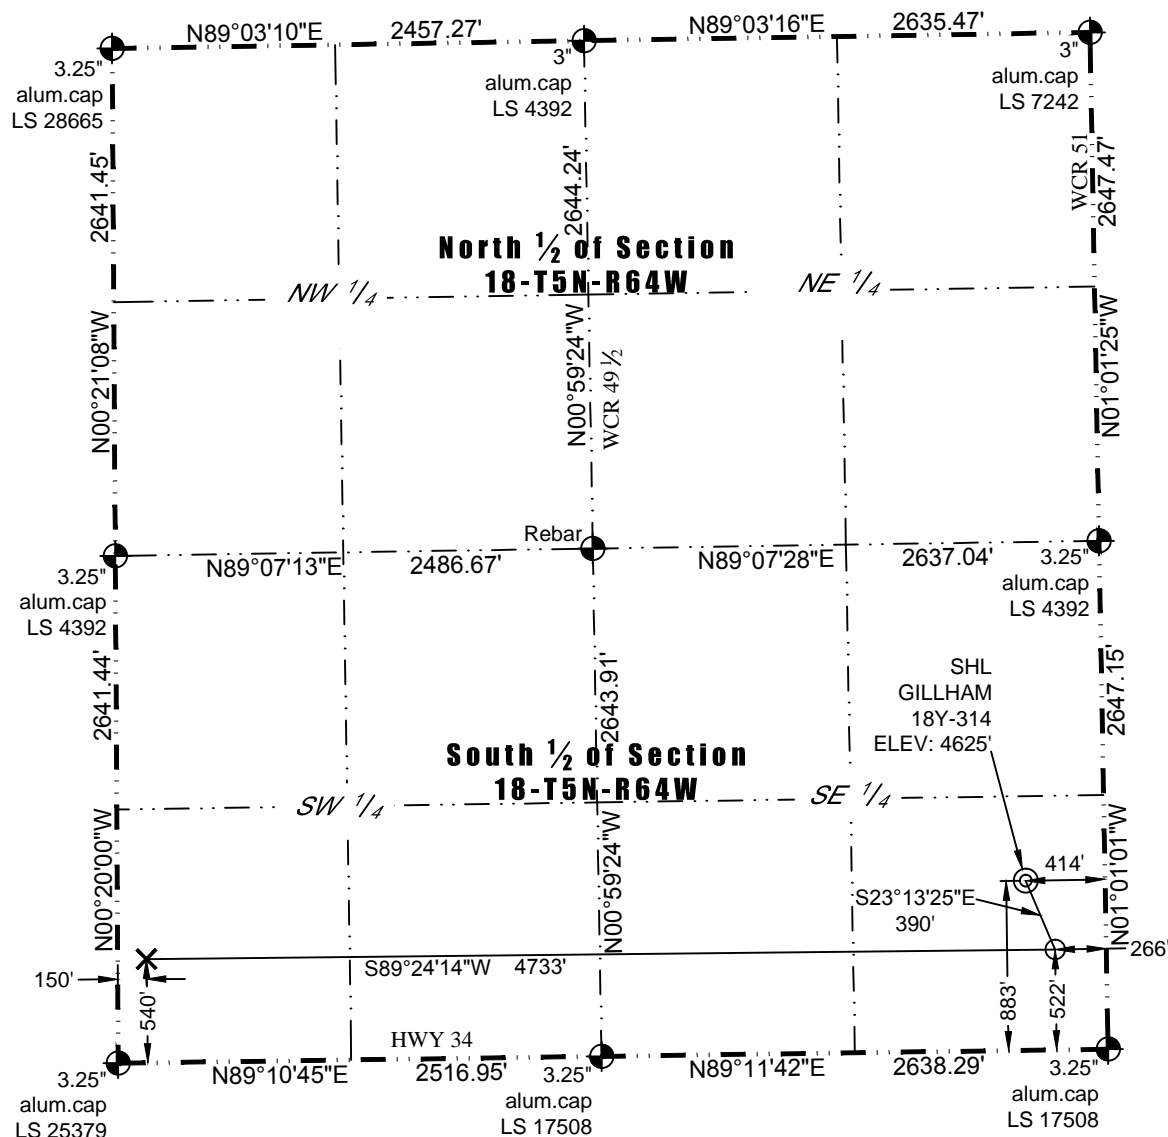 N89°03'10"E 2457.27' N89°03'16"E 2635.47'
3.25"
alum.cap
LS 28665
3"
alum.cap
LS 4392
3"
alum.cap
LS 7242
2641.45'
2644.24'
WCR 51
2647.47'
North ½ of Section
18-T5N-R64W
NW 1/4
NE 1/4
N00°21'08"W
N00°59'24"W
WCR 49 ½
N01°01'25"W
Rebar
N89°07'13"E 2486.67' N89°07'28"E 2637.04'
3.25"
alum.cap
LS 4392
3.25"
alum.cap
LS 4392
2641.44'
2643.91'
2647.15'
SHL
GILLHAM
18Y-314
ELEV: 4625'
South ½ of Section
18-T5N-R64W
SW 1/4
SE 1/4
N00°20'00"W
N00°59'24"W
N01°01'01"W
414'
S23°13'25"E
390'
266'
S89°24'14"W 4733'
150'
540'
883'
522'
HWY 34
N89°10'45"E 2516.95' N89°11'42"E 2638.29'
3.25"
alum.cap
LS 25379
3.25"
alum.cap
LS 17508
3.25"
alum.cap
LS 17508